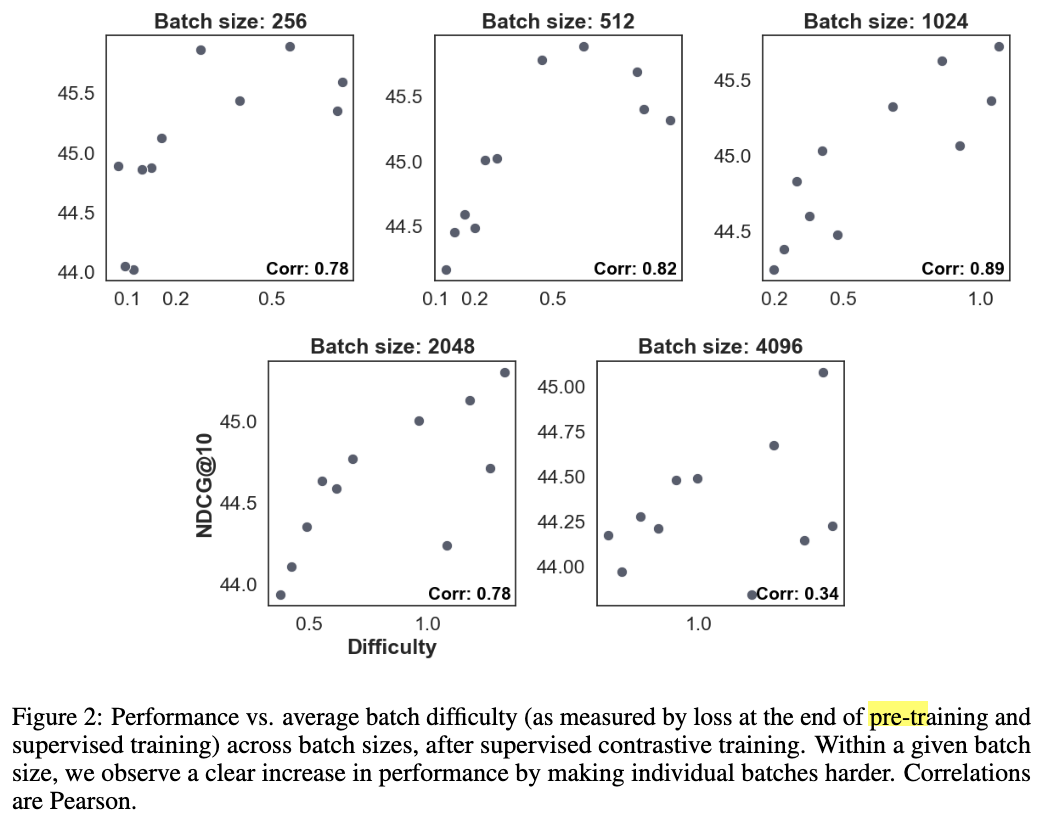 Batch size: 256
45.5
45.0
44.5
44.0
Corr: 0.78
0.1 0.2 0.5
Batch size: 512
45.5
45.0
44.5
Corr: 0.82
0.1 0.2 0.5
Batch size: 1024
45.5
45.0
44.5
Corr: 0.89
0.2 0.5 1.0
Batch size: 2048
NDCG@10
45.0
44.5
44.0
Corr: 0.78
0.5 1.0
Difficulty
Batch size: 4096
45.00
44.75
44.50
44.25
44.00
Corr: 0.34
1.0
Figure 2: Performance vs. average batch difficulty (as measured by loss at the end of pre-training and
supervised training) across batch sizes, after supervised contrastive training. Within a given batch
size, we observe a clear increase in performance by making individual batches harder. Correlations
are Pearson.